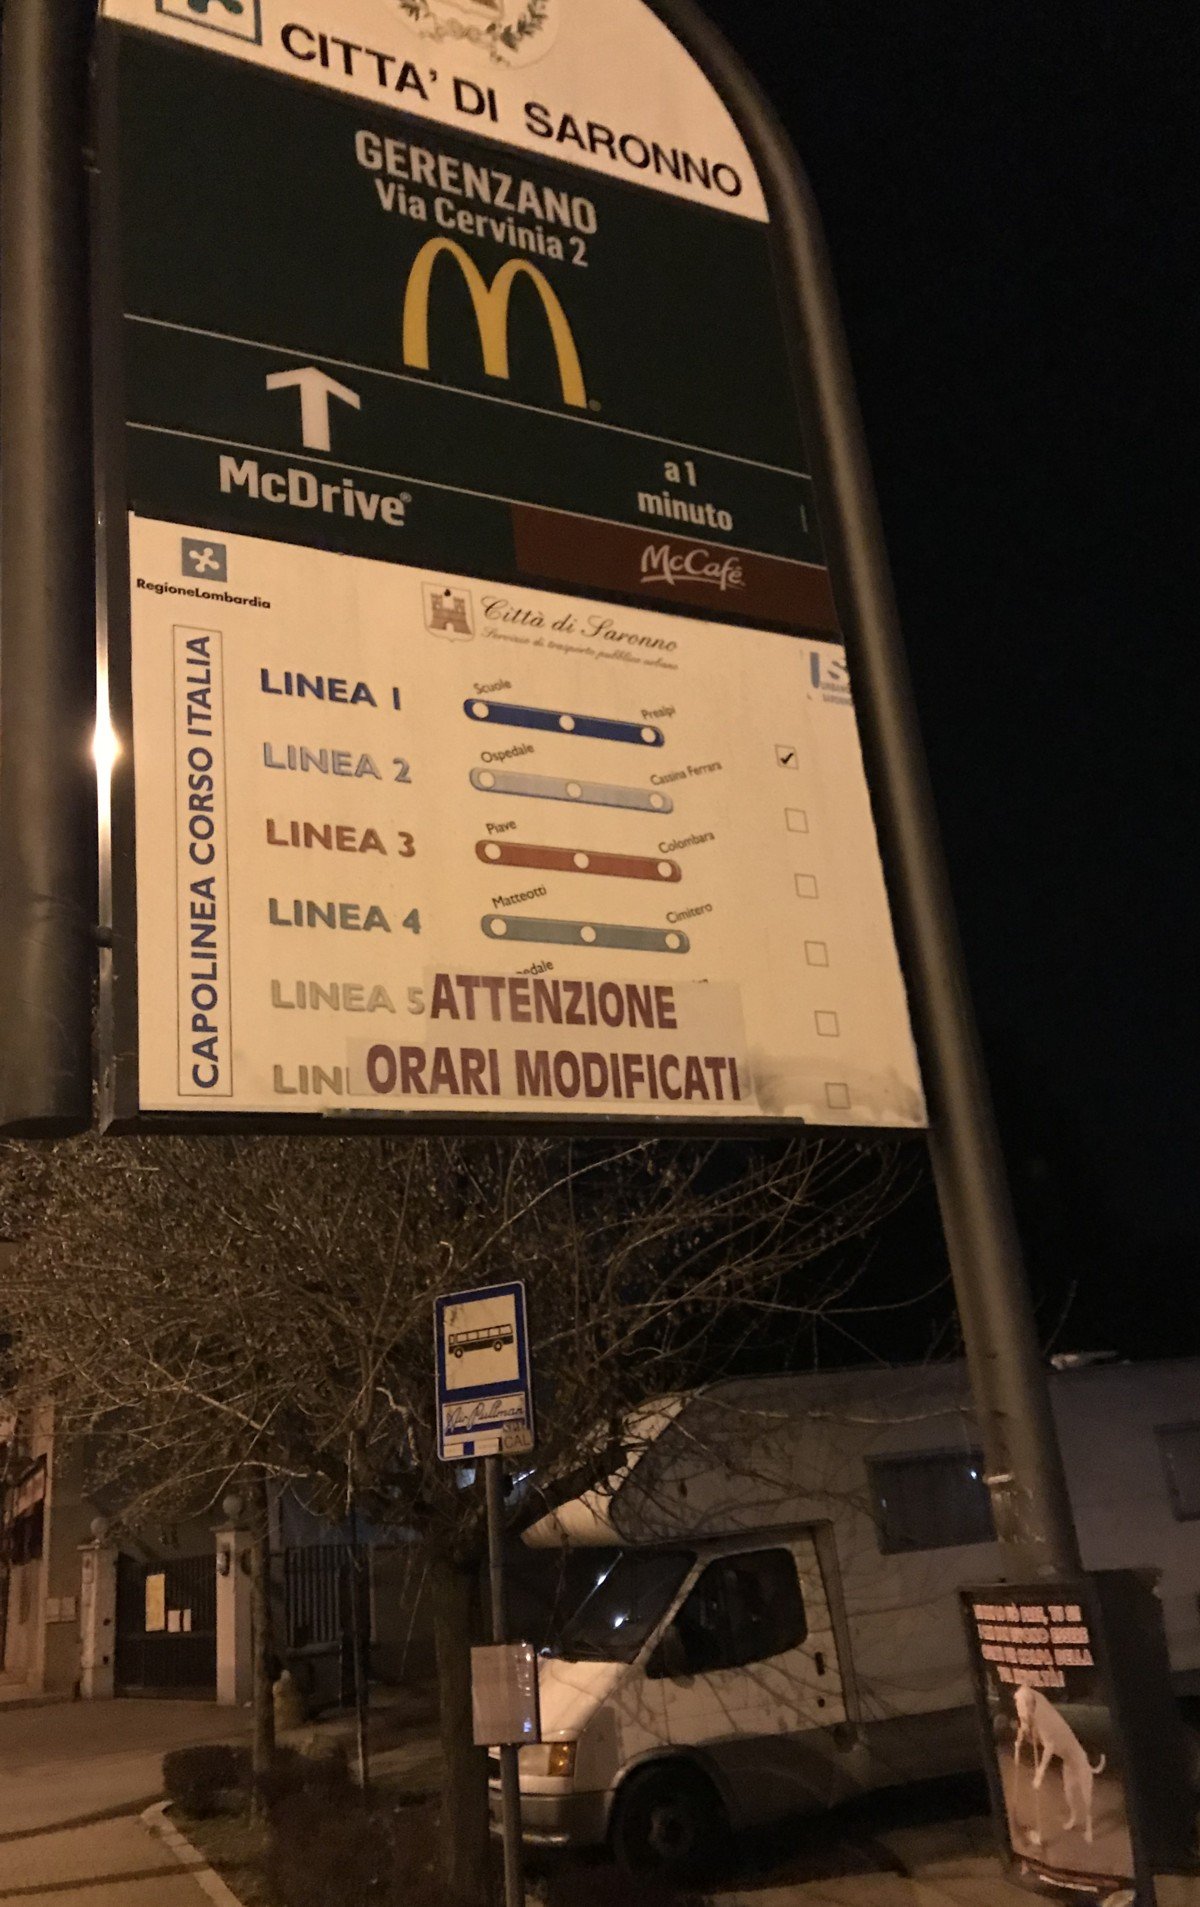 CITTA' DI SARONNO
GERENZANO
Via Cervinia 2
McDrive®
a 1
minuto
McCafé
RegioneLombardia
Città di Saronno
Servizio di trasporto pubblico urbano
CAPOLINEA CORSO ITALIA
LINEA 1
Scuole
Prealpi
LINEA 2
Ospedale
Cassina Ferrara
LINEA 3
Piave
Colombara
LINEA 4
Matteotti
Cimitero
LINEA 5
ATTENZIONE
LIN
ORARI MODIFICATI